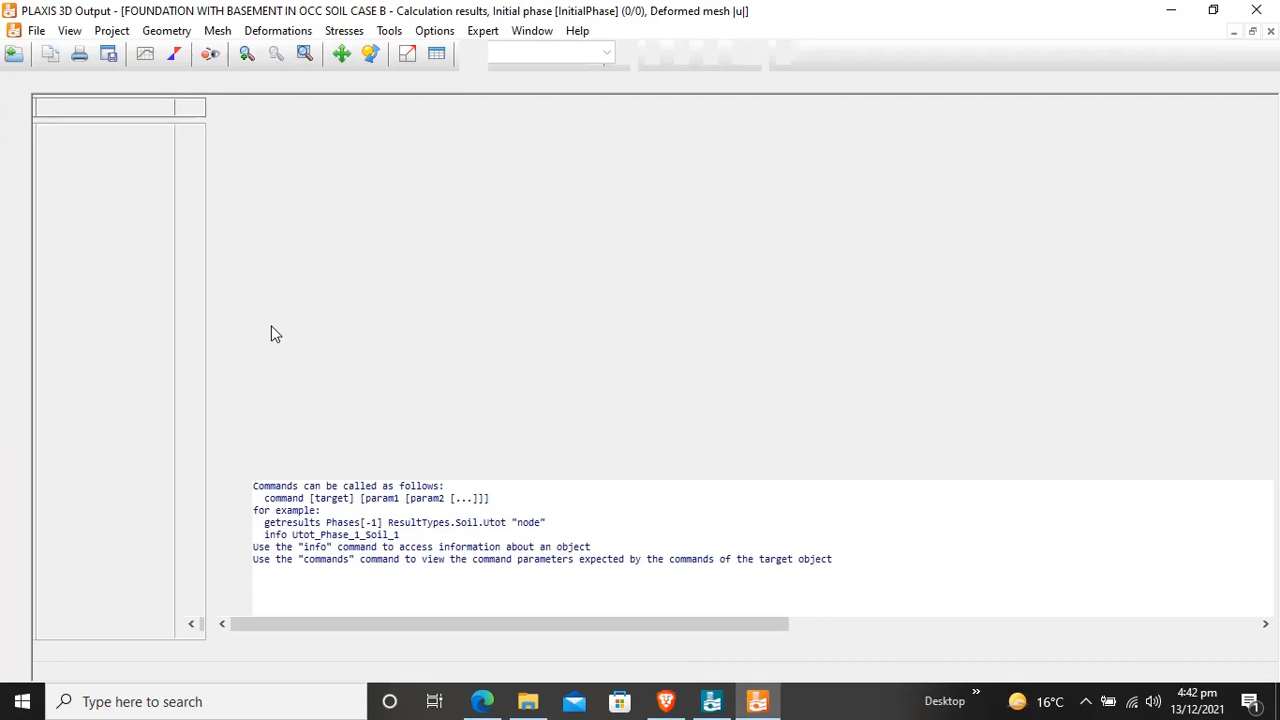 PLAXIS 3D Output - [FOUNDATION WITH BASEMENT IN OCC SOIL CASE B - Calculation results, Initial phase [InitialPhase] (0/0), Deformed mesh |u|]
File View Project Geometry Mesh Deformations Stresses Tools Options Expert Window Help
Commands can be called as follows:
command [target] [param1 [param2 [...]]]
for example:
getresults Phases[-1] ResultTypes.Soil.Utot "node"
info Utot_Phase_1_Soil_1
Use the "info" command to access information about an object
Use the "commands" command to view the command parameters expected by the commands of the target object
Type here to search
Desktop
16°C
4:42 pm
13/12/2021
1